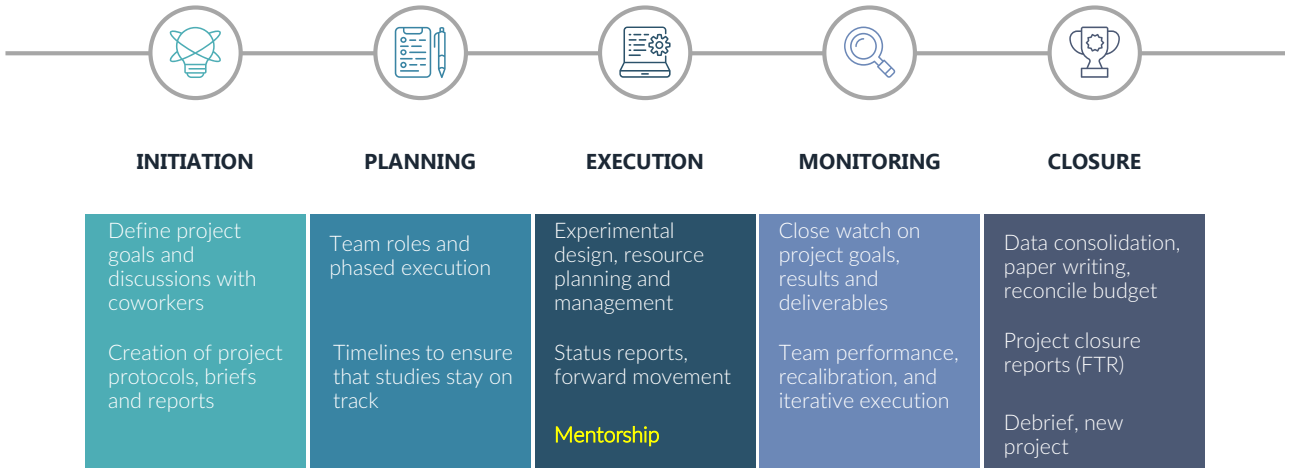 INITIATION
PLANNING
EXECUTION
MONITORING
CLOSURE
Define project
goals and
discussions with
coworkers
Creation of project
protocols, briefs
and reports
Team roles and
phased execution
Timelines to ensure
that studies stay on
track
Experimental
design, resource
planning and
management
Status reports,
forward movement
Mentorship
Close watch on
project goals,
results and
deliverables
Team performance,
recalibration, and
iterative execution
Data consolidation,
paper writing,
reconcile budget
Project closure
reports (FTR)
Debrief, new
project